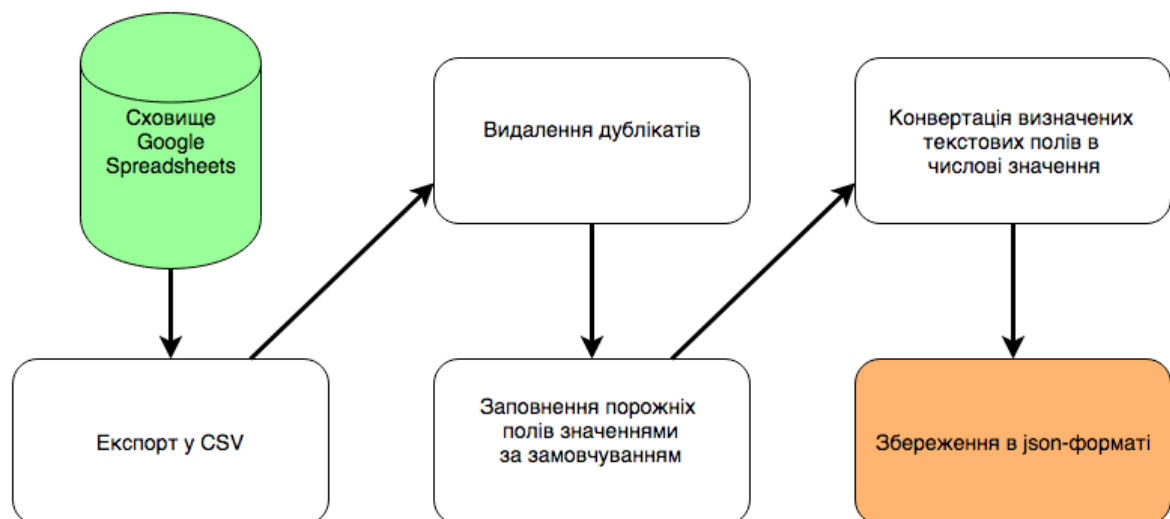 Сховище
Google
Spreadsheets
Експорт у CSV
Видалення дублікатів
Заповнення порожніх
полів значеннями
за замовчуванням
Конвертація визначених
текстових полів в
числові значення
Збереження в json-форматі